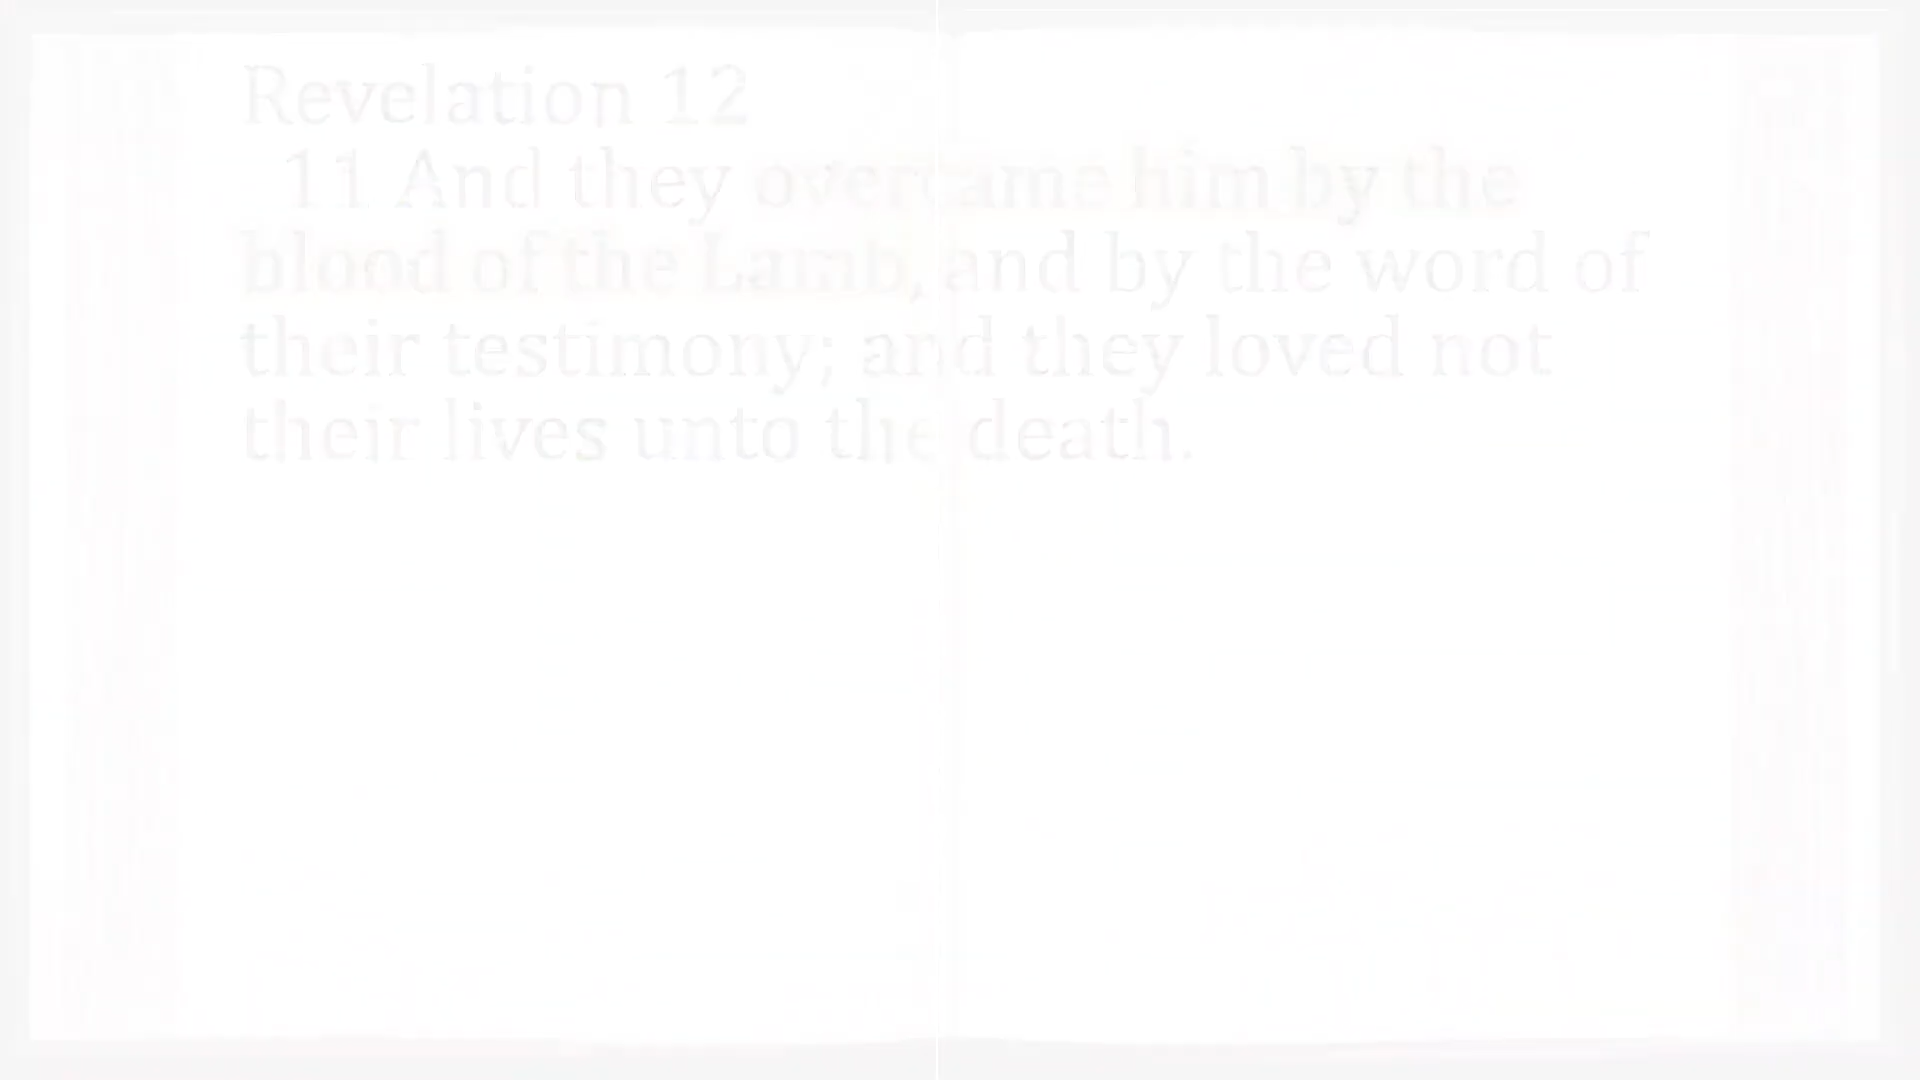 Revelation 12
11 And they overcame him by the
blood of the Lamb, and by the word of
their testimony; and they loved not
their lives unto the death.